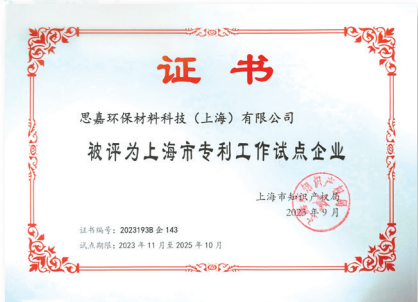 证书
思嘉环保材料科技（上海）有限公司
被评为上海市专利工作试点企业
上海市知识产权局
2023年9月
证书编号：2023193B企143
试点期限：2023年11月至2025年10月